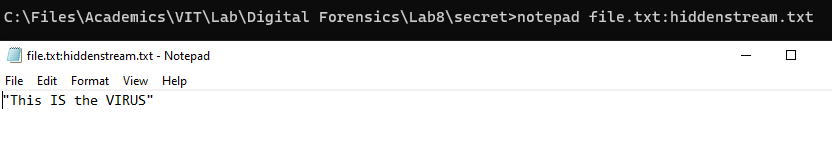 C:\Files\Academics\VIT\Lab\Digital Forensics\Lab8\secret>notepad file.txt:hiddenstream.txt
file.txt:hiddenstream.txt - Notepad
File Edit Format View Help
"This IS the VIRUS"